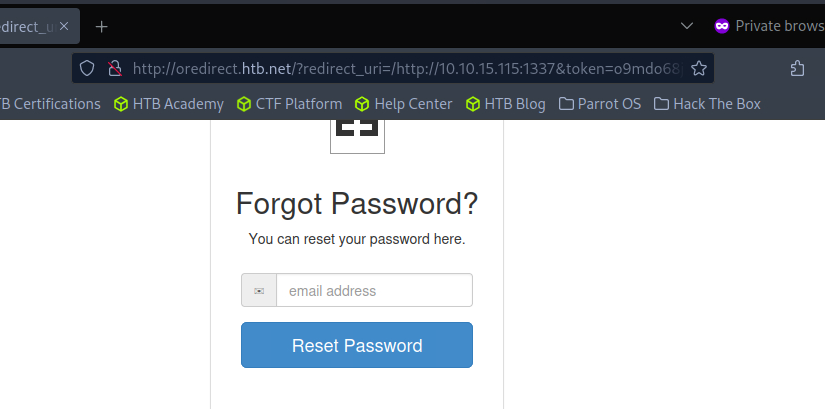 edirect_u
Private brows
http://oredirect.htb.net/?redirect_uri=/http://10.10.15.115:1337&token=o9mdo68
TB Certifications HTB Academy CTF Platform Help Center HTB Blog Parrot OS Hack The Box
Forgot Password?
You can reset your password here.
email address
Reset Password